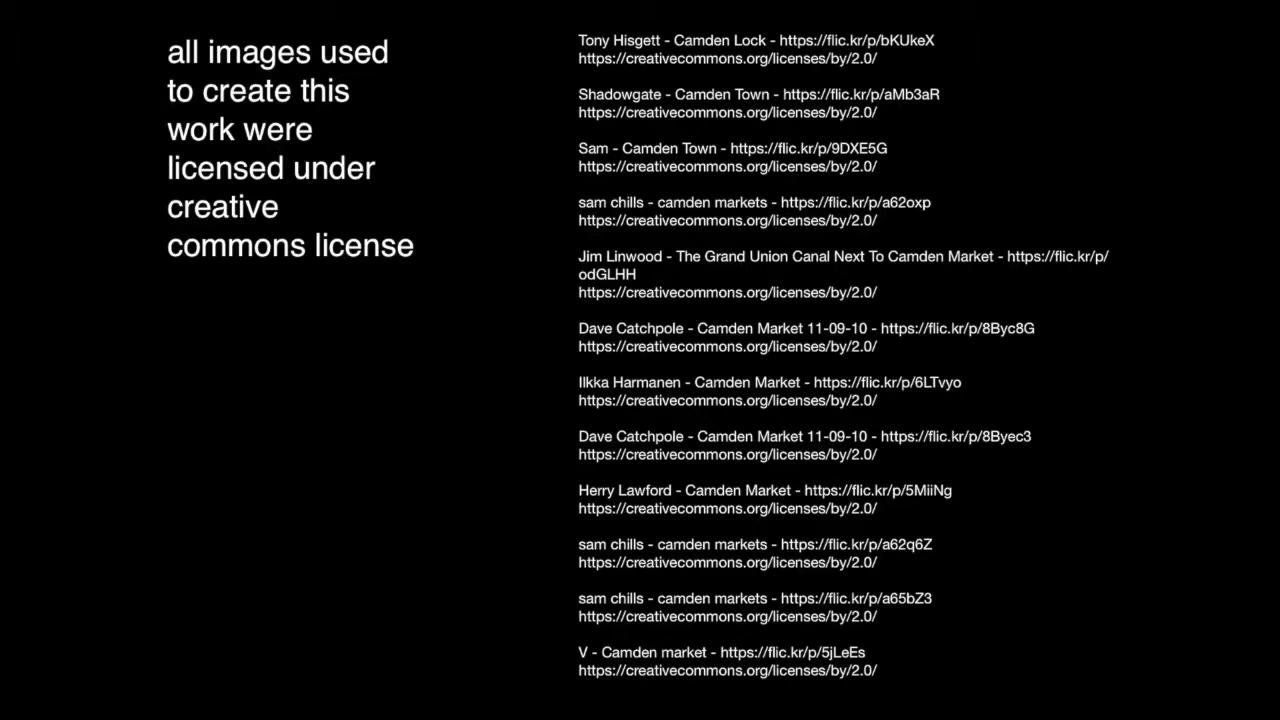 all images used
to create this
work were
licensed under
creative
commons license
Tony Hisgett - Camden Lock - https://flic.kr/p/bKUkeX
https://creativecommons.org/licenses/by/2.0/
Shadowgate - Camden Town - https://flic.kr/p/aMb3aR
https://creativecommons.org/licenses/by/2.0/
Sam - Camden Town - https://flic.kr/p/9DXE5G
https://creativecommons.org/licenses/by/2.0/
sam chills - camden markets - https://flic.kr/p/a62oxp
https://creativecommons.org/licenses/by/2.0/
Jim Linwood - The Grand Union Canal Next To Camden Market - https://flic.kr/p/
odGLHH
https://creativecommons.org/licenses/by/2.0/
Dave Catchpole - Camden Market 11-09-10 - https://flic.kr/p/8Byc8G
https://creativecommons.org/licenses/by/2.0/
Ilkka Harmanen - Camden Market - https://flic.kr/p/6LTvyo
https://creativecommons.org/licenses/by/2.0/
Dave Catchpole - Camden Market 11-09-10 - https://flic.kr/p/8Byec3
https://creativecommons.org/licenses/by/2.0/
Herry Lawford - Camden Market - https://flic.kr/p/5MiiNg
https://creativecommons.org/licenses/by/2.0/
sam chills - camden markets - https://flic.kr/p/a62q6Z
https://creativecommons.org/licenses/by/2.0/
sam chills - camden markets - https://flic.kr/p/a65bZ3
https://creativecommons.org/licenses/by/2.0/
V - Camden market - https://flic.kr/p/5jLeEs
https://creativecommons.org/licenses/by/2.0/